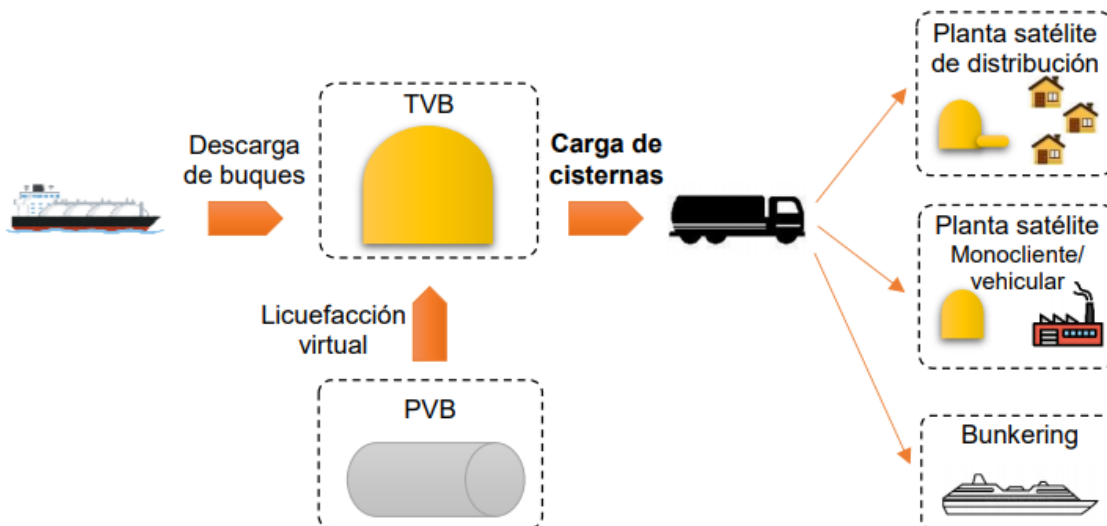 Descarga
de buques
TVB
Carga de
cisternas
Licuefacción
virtual
PVB
Planta satélite
de distribución
Planta satélite
Monocliente/
vehicular
Bunkering